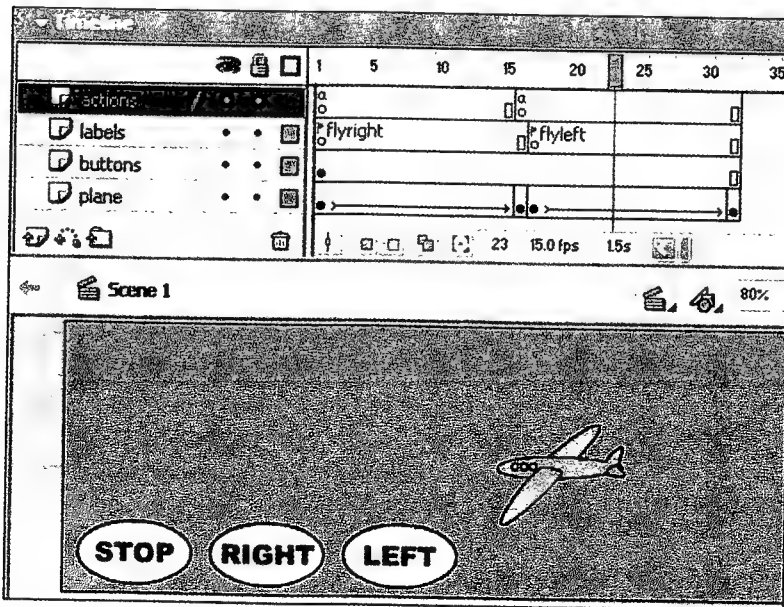 Timeline
1 5 10 15 20 25 30 35
actions
labels flyright flyleft
buttons
plane
23 15.0 fps 1.5s
Scene 1 80%
STOP RIGHT LEFT